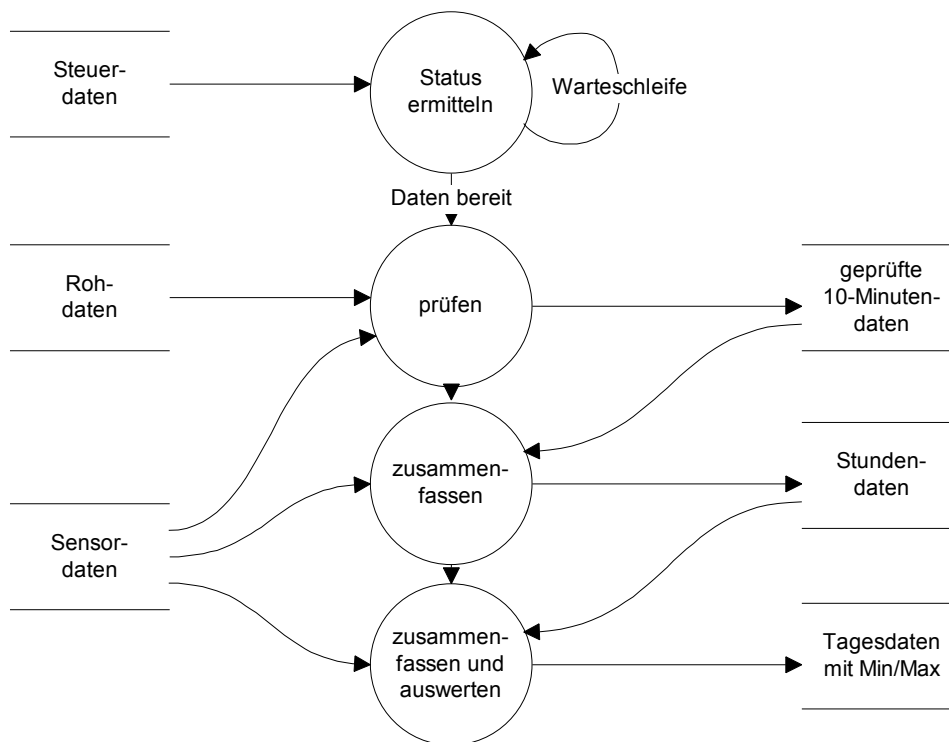 Steuer-
daten
Status
ermitteln
Warteschleife
Daten bereit
Roh-
daten
prüfen
geprüfte
10-Minuten-
daten
zusammen-
fassen
Stunden-
daten
Sensor-
daten
zusammen-
fassen und
auswerten
Tagesdaten
mit Min/Max